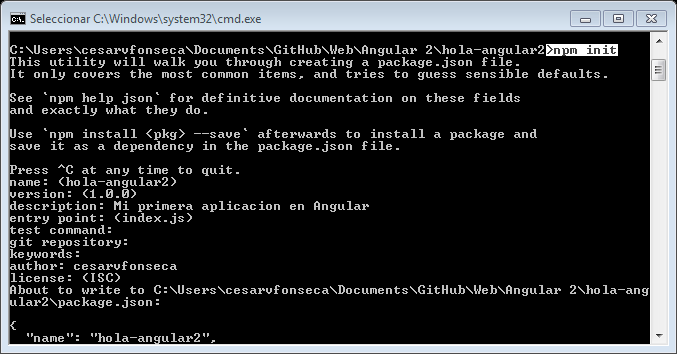 Seleccionar C:\Windows\system32\cmd.exe
C:\Users\cesarvfonseca\Documents\GitHub\Web\Angular 2\hola-angular2>npm init
This utility will walk you through creating a package.json file.
It only covers the most common items, and tries to guess sensible defaults.
See `npm help json` for definitive documentation on these fields
and exactly what they do.
Use `npm install <pkg> --save` afterwards to install a package and
save it as a dependency in the package.json file.
Press ^C at any time to quit.
name: (hola-angular2)
version: (1.0.0)
description: Mi primera aplicacion en Angular
entry point: (index.js)
test command:
git repository:
keywords:
author: cesarvfonseca
license: (ISC)
About to write to C:\Users\cesarvfonseca\Documents\GitHub\Web\Angular 2\hola-ang
ular2\package.json:
{
"name": "hola-angular2",